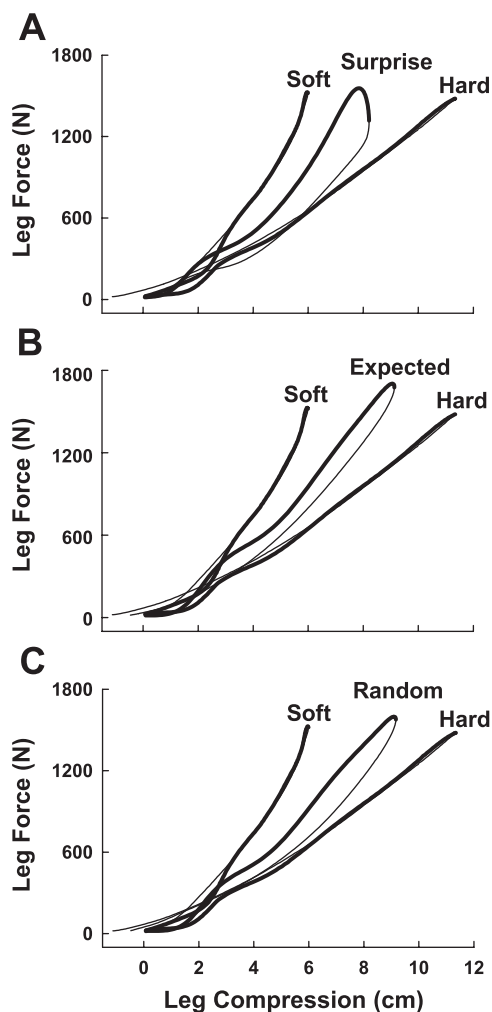 A
1800
Surprise
Soft
Hard
1200
Leg Force (N)
600
0
B
1800
Expected
Soft
Hard
1200
Leg Force (N)
600
0
C
1800
Random
Soft
Hard
1200
Leg Force (N)
600
0
0 2 4 6 8 10 12
Leg Compression (cm)